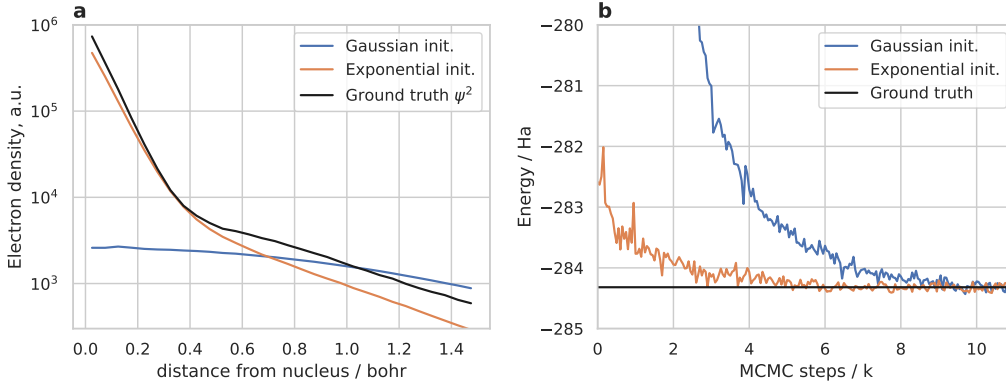 a
Electron density, a.u.
10^6
10^5
10^4
10^3
Gaussian init.
Exponential init.
Ground truth ψ^2
0.0 0.2 0.4 0.6 0.8 1.0 1.2 1.4
distance from nucleus / bohr
b
Energy / Ha
−280
−281
−282
−283
−284
−285
Gaussian init.
Exponential init.
Ground truth
0 2 4 6 8 10
MCMC steps / k